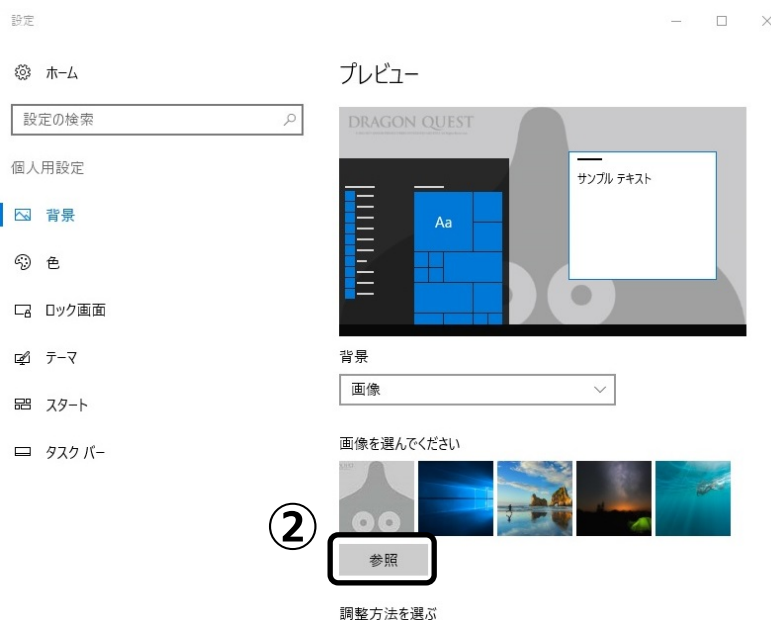 設定
ホーム
設定の検索
個人用設定
背景
色
ロック画面
テーマ
スタート
タスク バー
プレビュー
DRAGON QUEST
サンプル テキスト
Aa
背景
画像
画像を選んでください
②
参照
調整方法を選ぶ